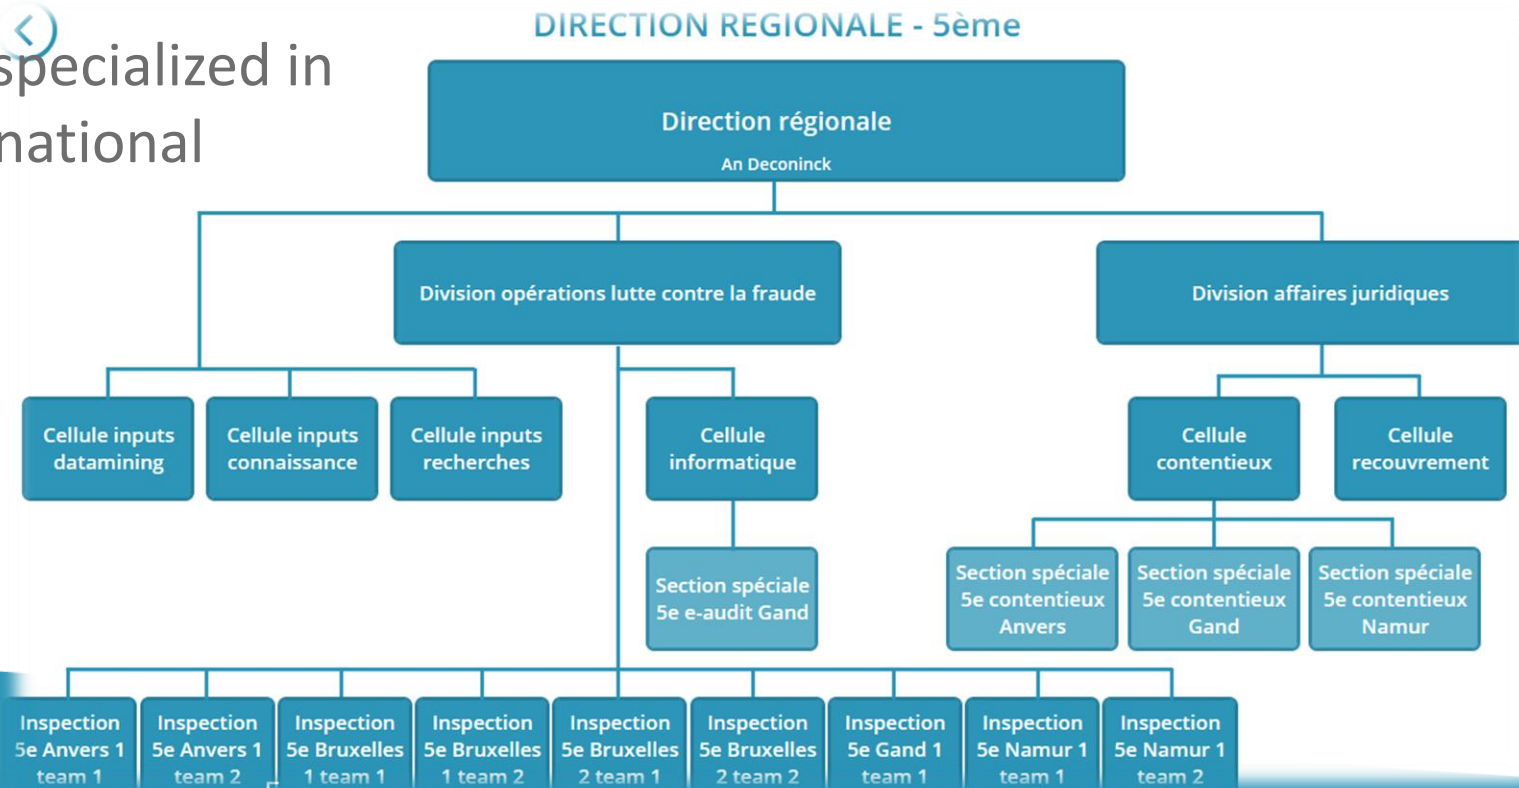 DIRECTION REGIONALE - 5ème
specialized in
national
Direction régionale
An Deconinck
Division opérations lutte contre la fraude
Division affaires juridiques
Cellule inputs
datamining
Cellule inputs
connaissance
Cellule inputs
recherches
Cellule
informatique
Cellule
contentieux
Cellule
recouvrement
Section spéciale
5e e-audit Gand
Section spéciale
5e contentieux
Anvers
Section spéciale
5e contentieux
Gand
Section spéciale
5e contentieux
Namur
Inspection
5e Anvers 1
team 1
Inspection
5e Anvers 1
team 2
Inspection
5e Bruxelles
1 team 1
Inspection
5e Bruxelles
1 team 2
Inspection
5e Bruxelles
2 team 1
Inspection
5e Bruxelles
2 team 2
Inspection
5e Gand 1
team 1
Inspection
5e Namur 1
team 1
Inspection
5e Namur 1
team 2